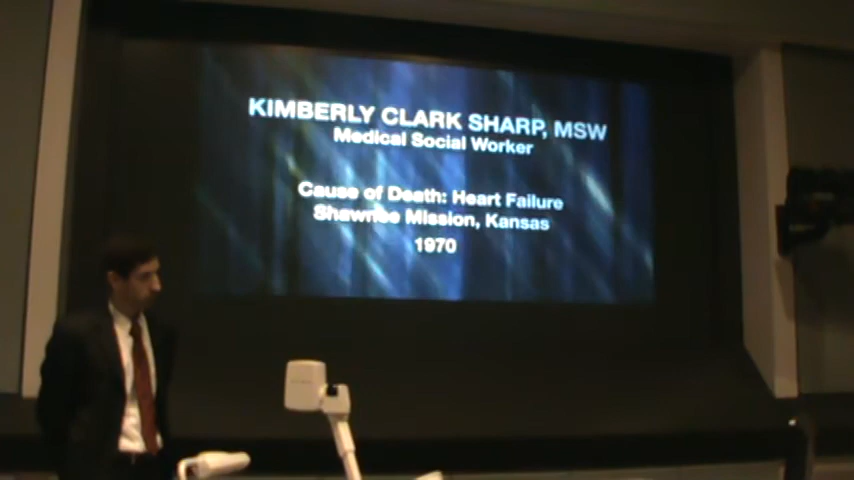 KIMBERLY CLARK SHARP, MSW
Medical Social Worker
Cause of Death: Heart Failure
Shawnee Mission, Kansas
1970